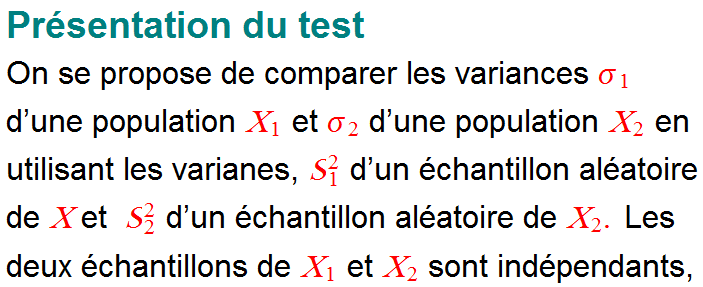 Présentation du test
On se propose de comparer les variances σ₁
d’une population X₁ et σ₂ d’une population X₂ en
utilisant les varianes, S₁² d’un échantillon aléatoire
de X et S₂² d’un échantillon aléatoire de X₂. Les
deux échantillons de X₁ et X₂ sont indépendants,